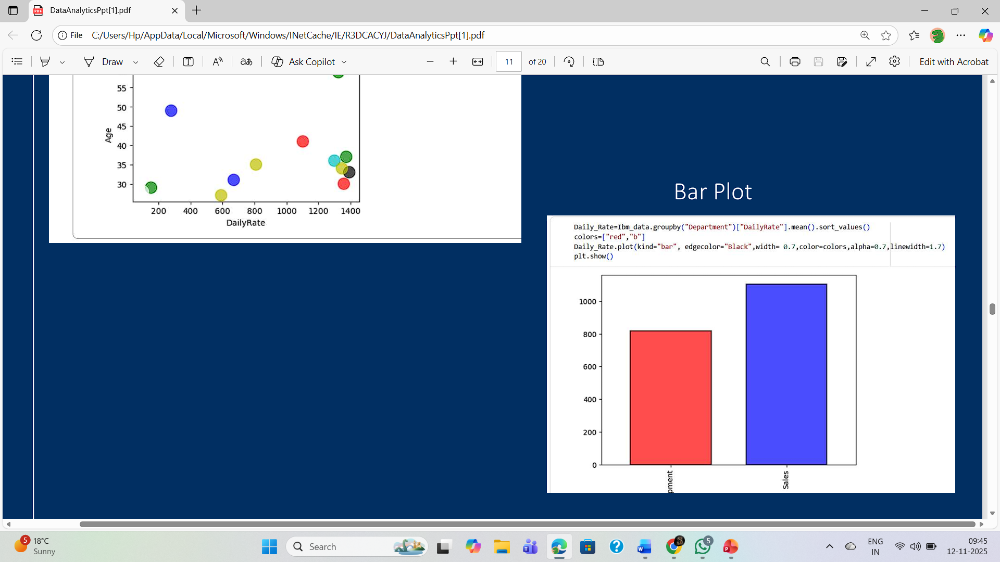 DataAnalyticsPpt[1].pdf
File C:/Users/Hp/AppData/Local/Microsoft/Windows/INetCache/IE/R3DCACYJ/DataAnalyticsPpt[1].pdf
Draw
Ask Copilot
11 of 20
Edit with Acrobat
55
50
45
40
35
30
Age
200 400 600 800 1000 1200 1400
DailyRate
Bar Plot
Daily_Rate=Ibm_data.groupby("Department")["DailyRate"].mean().sort_values()
colors=["red","b"]
Daily_Rate.plot(kind="bar", edgecolor="Black",width= 0.7,color=colors,alpha=0.7,linewidth=1.7)
plt.show()
1000
800
600
400
200
0
pment
Sales
5
18°C
Sunny
Search
5
ENG
IN
09:45
12-11-2025